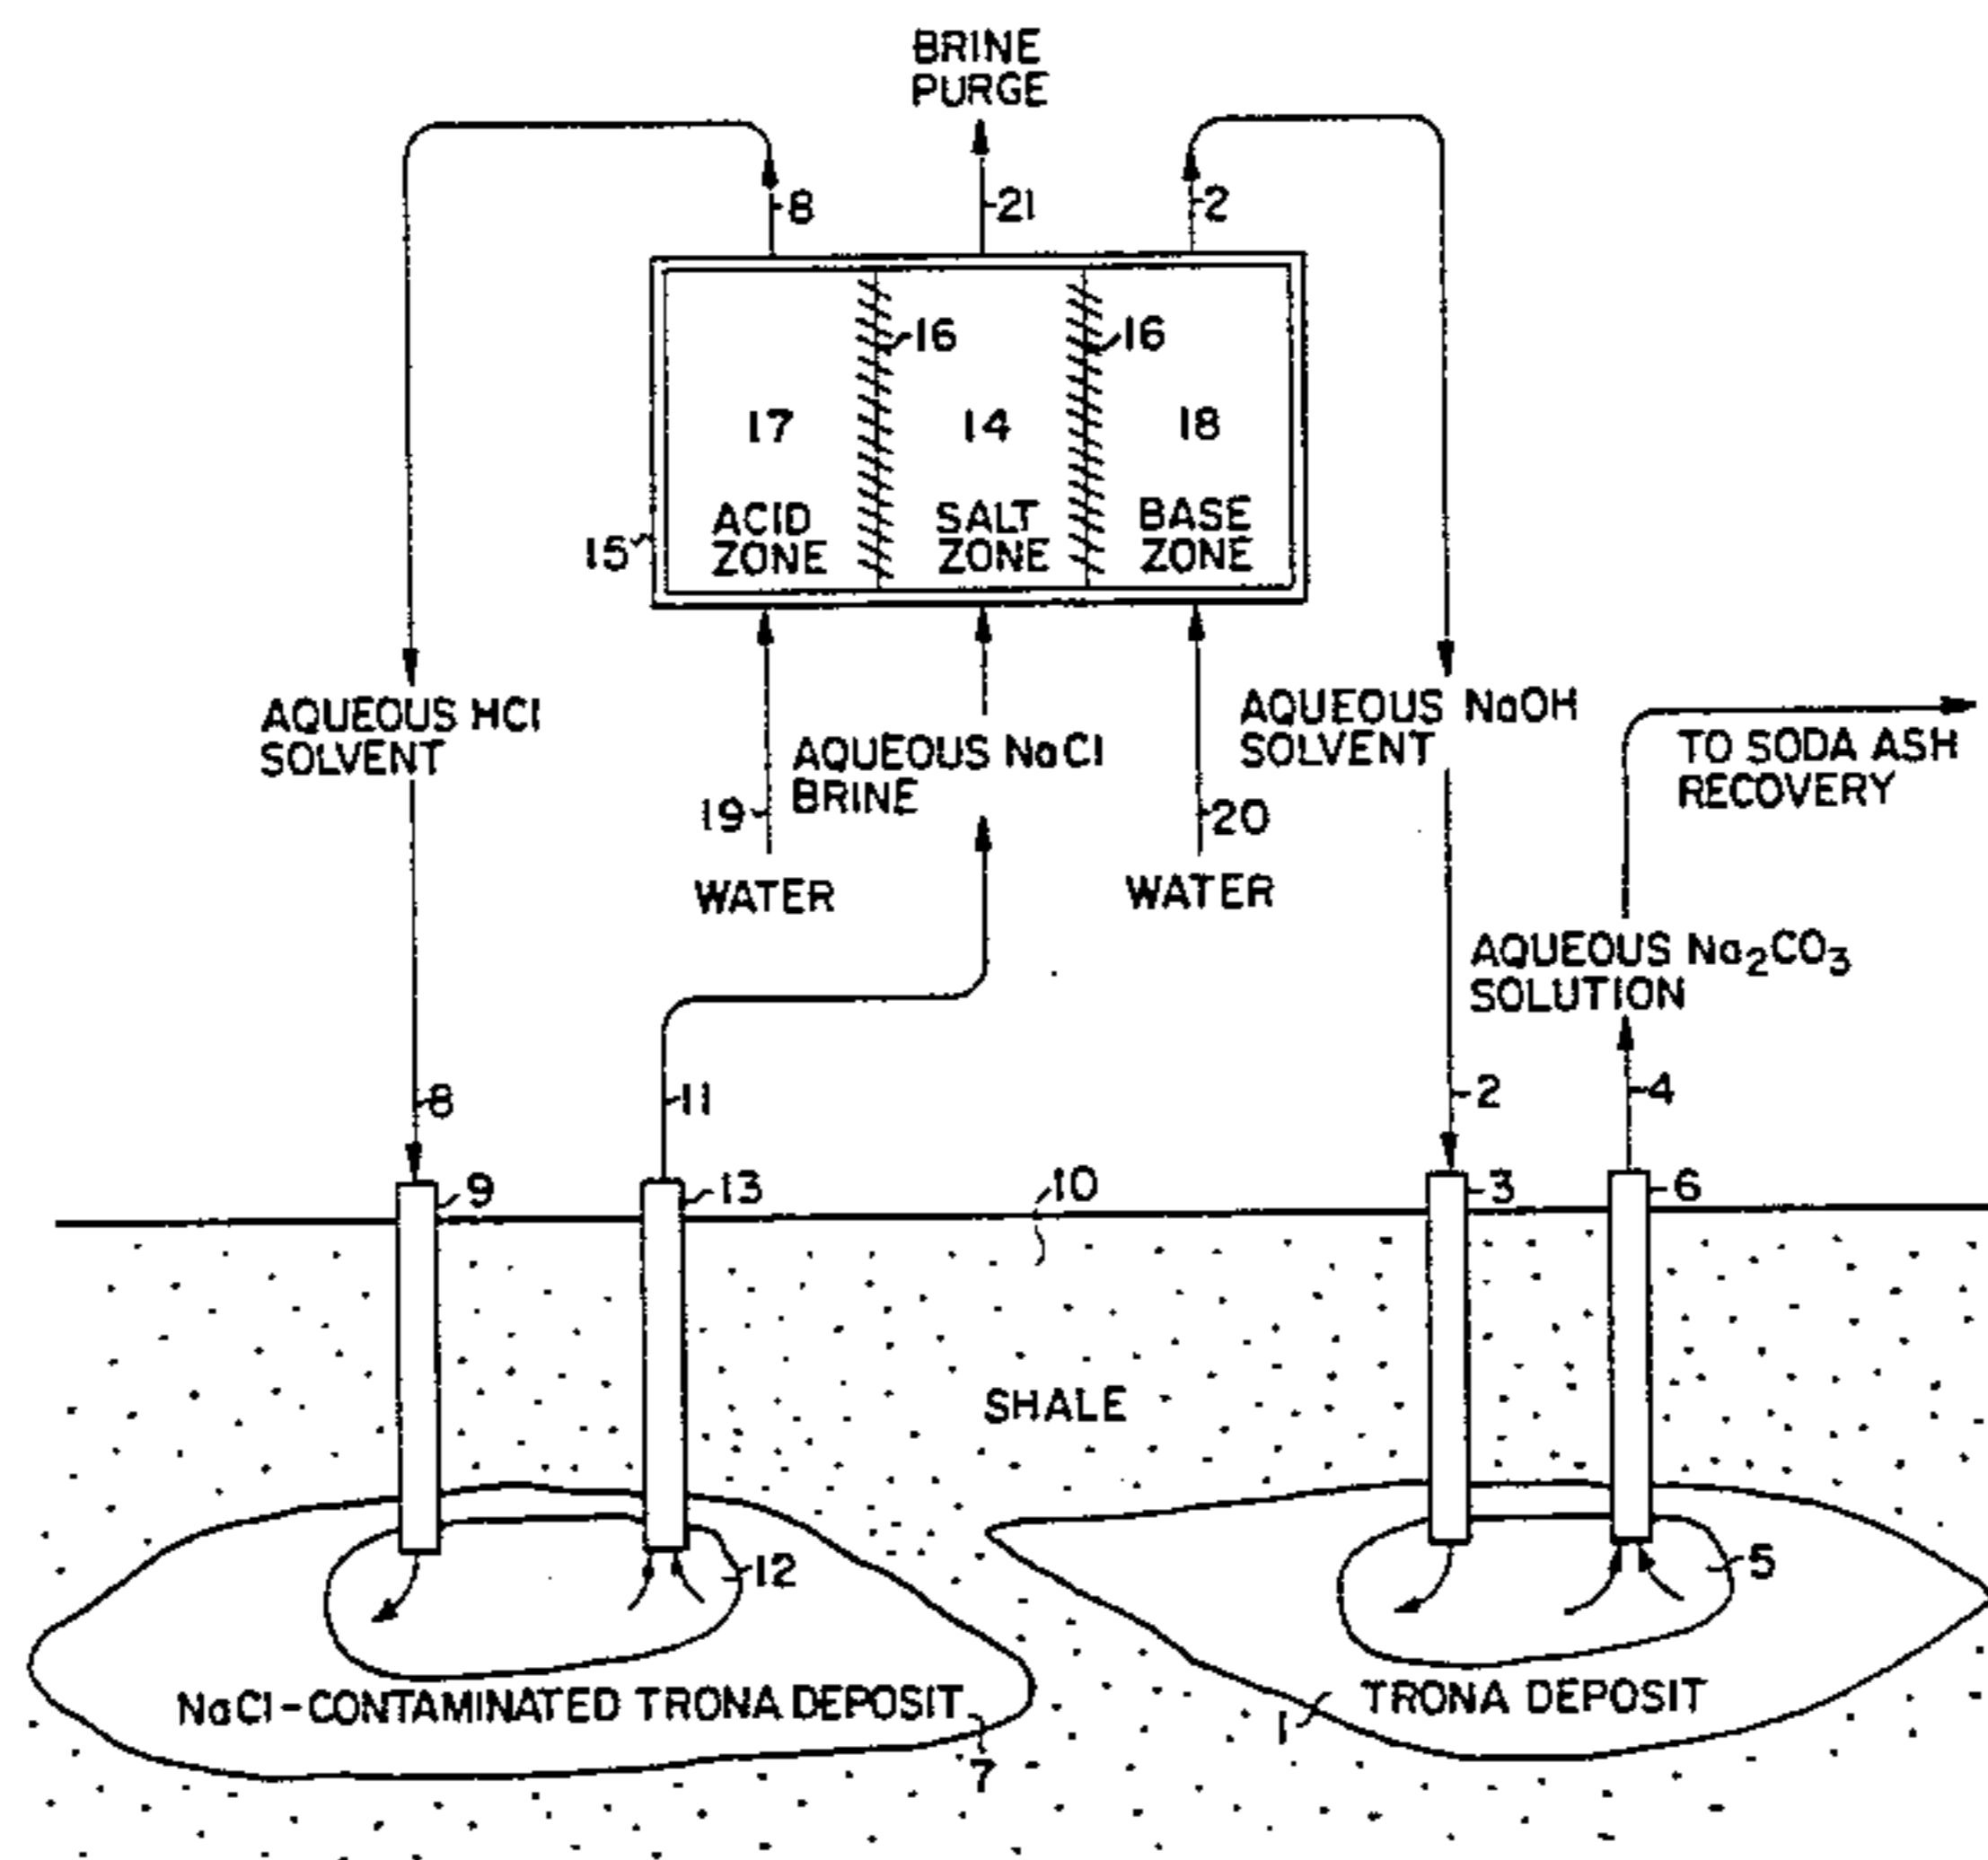 BRINE
PURGE
8
21
2
16
16
17
14
18
ACID
ZONE
SALT
ZONE
BASE
ZONE
15
AQUEOUS HCl
SOLVENT
AQUEOUS NaCl
BRINE
AQUEOUS NaOH
SOLVENT
TO SODA ASH
RECOVERY
19
20
WATER
WATER
AQUEOUS Na₂CO₃
SOLUTION
8
11
2
4
9
13
10
3
6
SHALE
12
5
NaCl-CONTAMINATED TRONA DEPOSIT
7
TRONA DEPOSIT
1